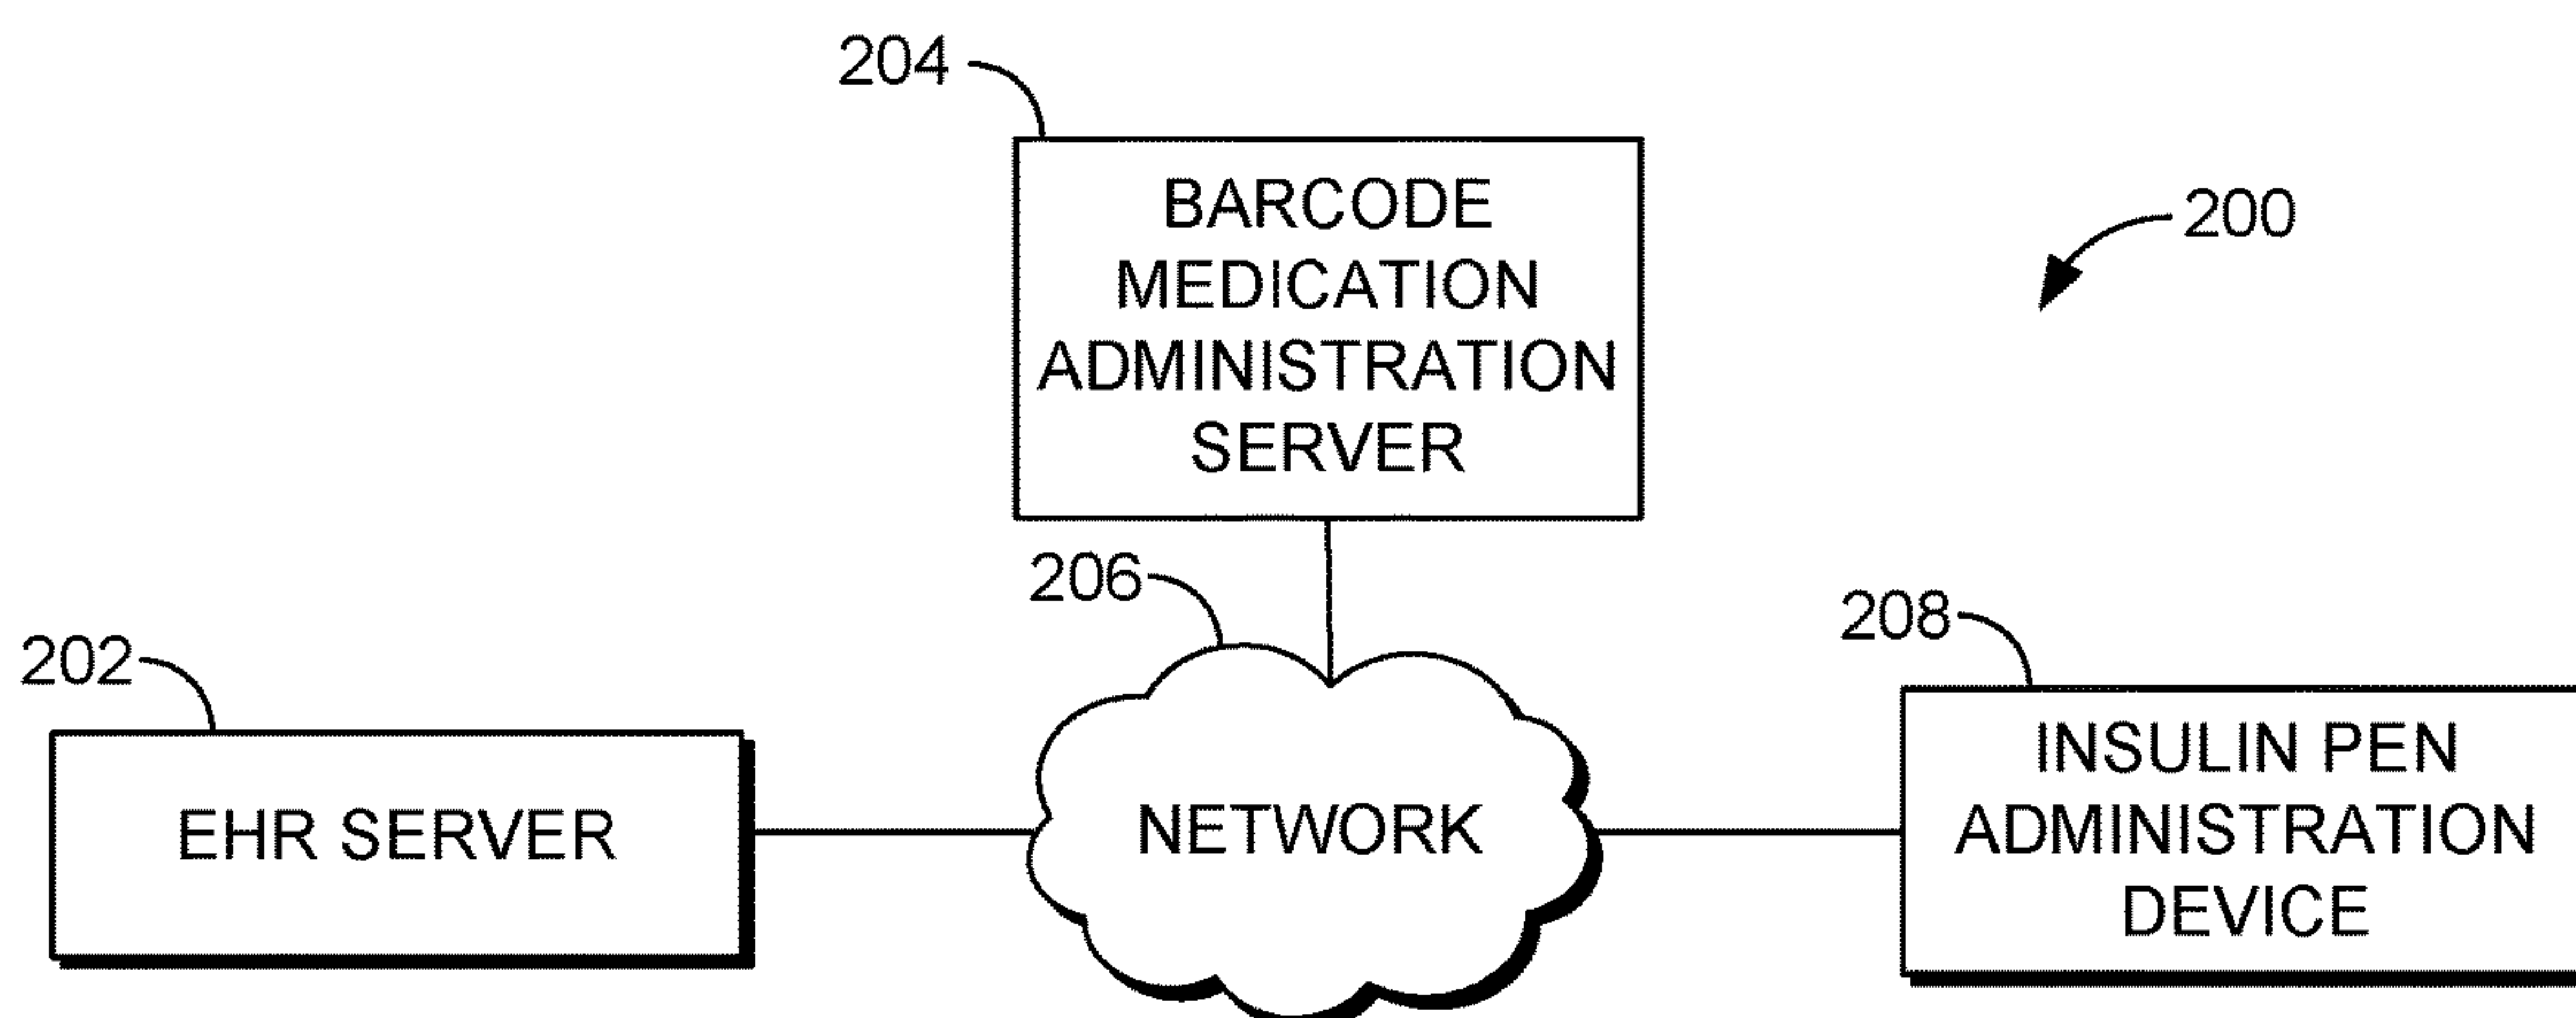 204
BARCODE
MEDICATION
ADMINISTRATION
SERVER
200
206
202
208
EHR SERVER
NETWORK
INSULIN PEN
ADMINISTRATION
DEVICE